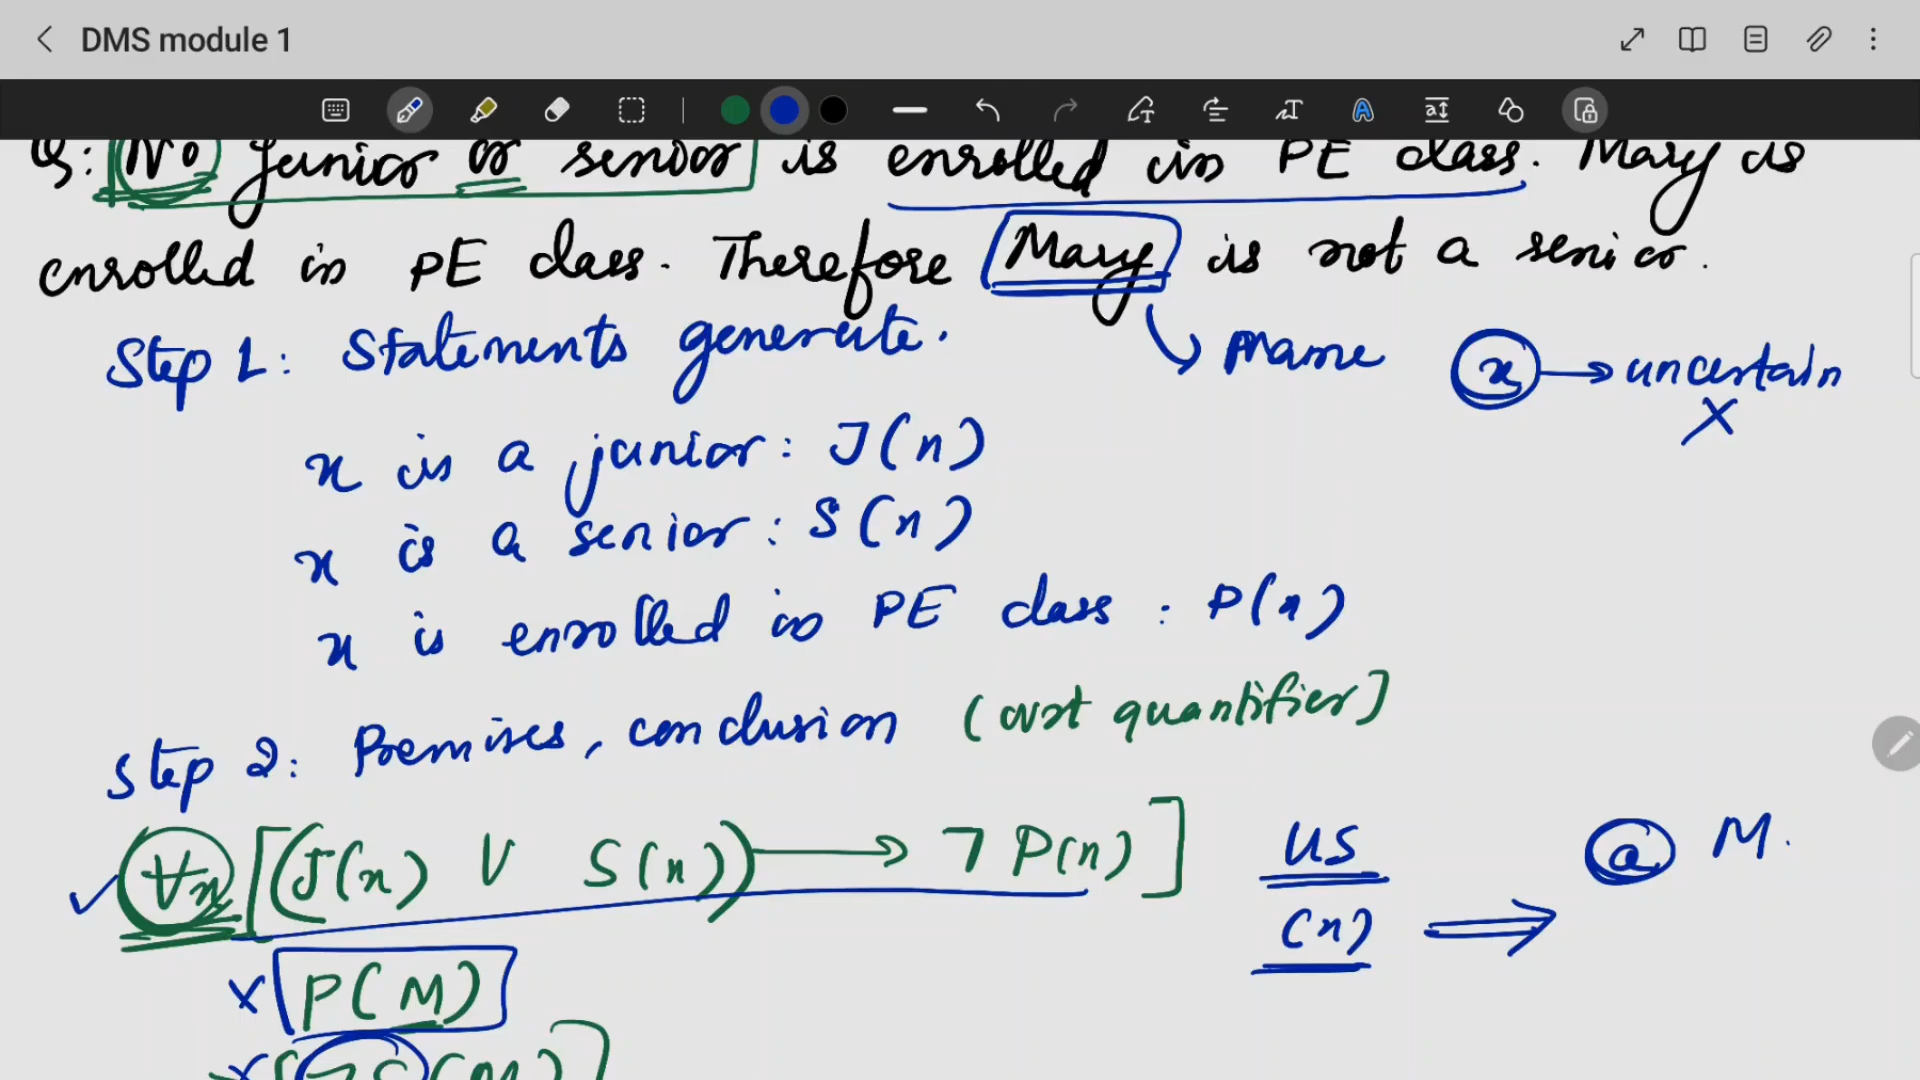 DMS module 1
Q: No junior or senior is enrolled in PE class. Mary is
enrolled in PE class. Therefore Mary is not a senior.
Step 1: Statements generate.
Name x → uncertain
x is a junior: J(x)
x is a senior: S(x)
x is enrolled in PE class : P(x)
Step 2: Premises, conclusion (wrt quantifier]
∀x [(J(x) V S(x)) → ¬ P(x)] US a M.
(x) ⇒
x P(M)
x [¬S(M)]